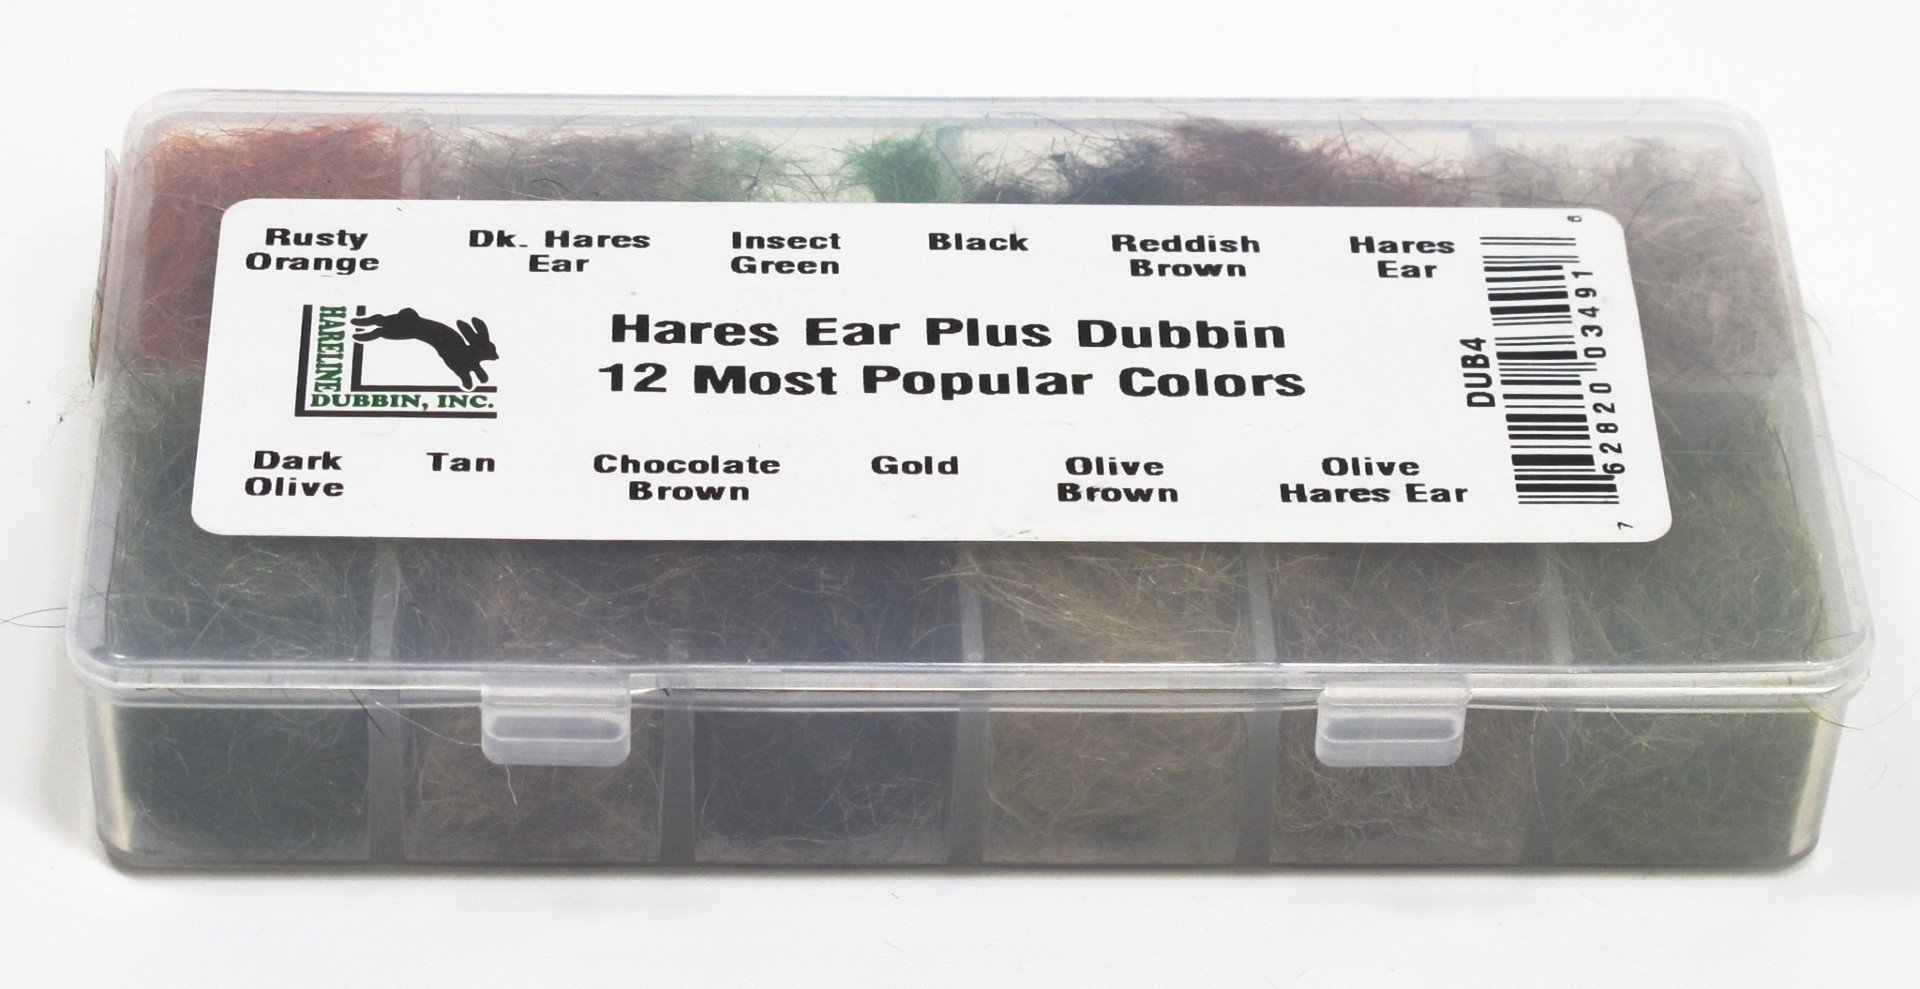 Rusty
Orange
Dk. Hares
Ear
Insect
Green
Black
Reddish
Brown
Hares
Ear
HARELINE
DUBBIN, INC.
Hares Ear Plus Dubbin
12 Most Popular Colors
DUB4
7 62820 03491 6
Dark
Olive
Tan
Chocolate
Brown
Gold
Olive
Brown
Olive
Hares Ear